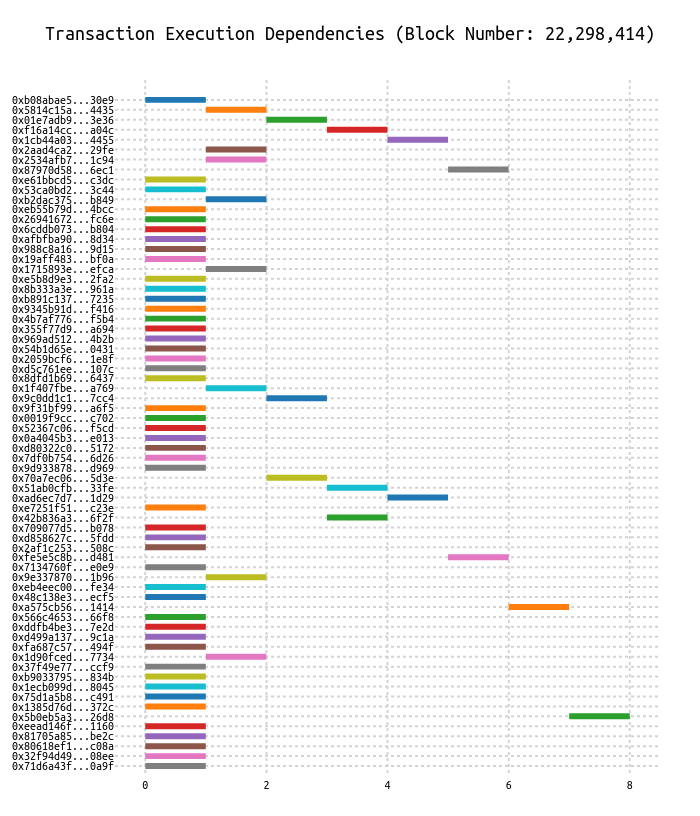 Transaction Execution Dependencies (Block Number: 22,298,414)
0xb08abae5...30e9
0x5814c15a...4435
0x01e7adb9...3e36
0xf16a14cc...a04c
0x1cb44a03...4455
0x2aad4ca2...29fe
0x2534afb7...1c94
0x87970d58...6ec1
0xe61bbcd5...c3dc
0x53ca0bd2...3c44
0xb2dac375...b849
0xeb55b79d...4bcc
0x26941672...fc6e
0x6cddb073...b804
0xafbfba90...8d34
0x988c8a16...9d15
0x19aff483...bf0a
0x1715893e...efca
0xe5b8d9e3...2fa2
0x8b333a3e...961a
0xb891c137...7235
0x9345b91d...f416
0x4b7af776...f5b4
0x355f77d9...a694
0x969ad512...4b2b
0x54b1d65e...0431
0x2059bcf6...1e8f
0xd5c761ee...107c
0x8dfd1b69...6437
0x1f407fbe...a769
0x9c0dd1c1...7cc4
0x9f31bf99...a6f5
0x0019f9cc...c702
0x52367c06...f5cd
0x0a4045b3...e013
0xd80322c0...5172
0x7df0b754...6d26
0x9d933878...d969
0x70a7ec06...5d3e
0x51ab0cfb...33fe
0xad6ec7d7...1d29
0xe7251f51...c23e
0x42b836a3...6f2f
0x709077d5...b078
0xd858627c...5fdd
0x2af1c253...508c
0xfe5e5c8b...d481
0x7134760f...e0e9
0x9e337870...1b96
0xeb4eec00...fe34
0x48c138e3...ecf5
0xa575cb56...1414
0x566c4653...66f8
0xddfb4be3...7e2d
0xd499a137...9c1a
0xfa687c57...494f
0x1d90fced...7734
0x37f49e77...ccf9
0xb9033795...834b
0x1ecb099d...8045
0x75d1a5b8...c491
0x1385d76d...372c
0x5b0eb5a3...26d8
0xeead146f...1160
0x81705a85...be2c
0x80618ef1...c08a
0x32f94d49...08ee
0x71d6a43f...0a9f
0 2 4 6 8